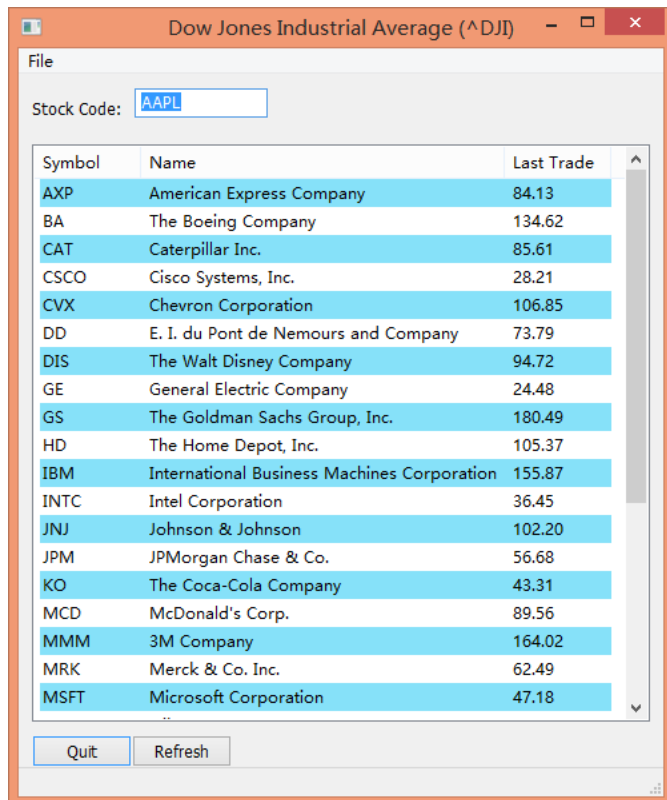 Dow Jones Industrial Average (^DJI)
File
Stock Code: AAPL
Symbol Name Last Trade
AXP American Express Company 84.13
BA The Boeing Company 134.62
CAT Caterpillar Inc. 85.61
CSCO Cisco Systems, Inc. 28.21
CVX Chevron Corporation 106.85
DD E. I. du Pont de Nemours and Company 73.79
DIS The Walt Disney Company 94.72
GE General Electric Company 24.48
GS The Goldman Sachs Group, Inc. 180.49
HD The Home Depot, Inc. 105.37
IBM International Business Machines Corporation 155.87
INTC Intel Corporation 36.45
JNJ Johnson & Johnson 102.20
JPM JPMorgan Chase & Co. 56.68
KO The Coca-Cola Company 43.31
MCD McDonald's Corp. 89.56
MMM 3M Company 164.02
MRK Merck & Co. Inc. 62.49
MSFT Microsoft Corporation 47.18
Quit Refresh